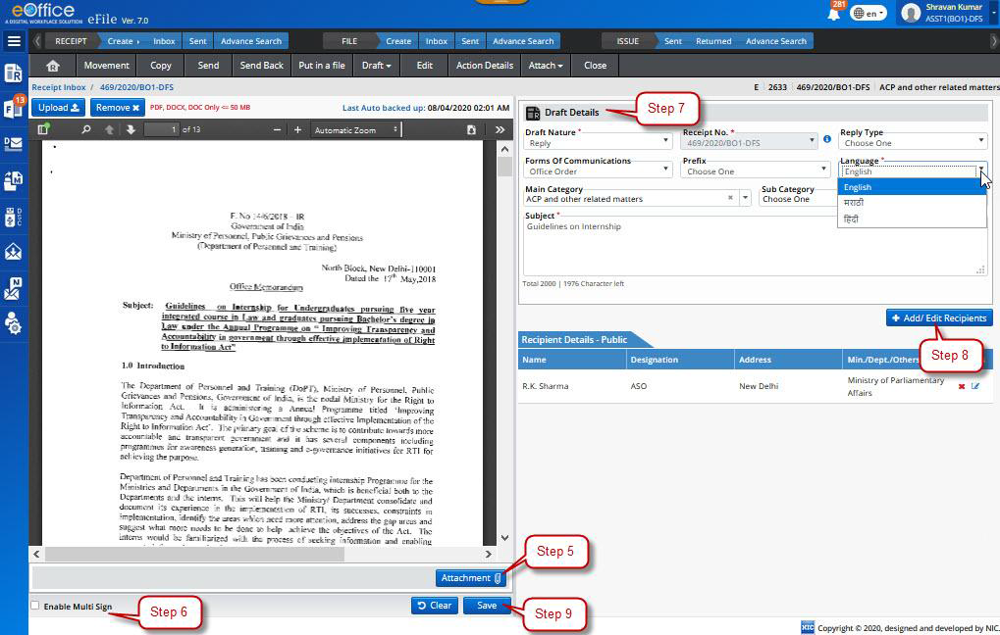 eOffice
A DIGITAL WORKPLACE SOLUTION
eFile Ver. 7.0
281
en
Shravan Kumar
ASST1(BO1)-DFS
RECEIPT Create Inbox Sent Advance Search
FILE Create Inbox Sent Advance Search
ISSUE Sent Returned Advance Search
Movement Copy Send Send Back Put in a file Draft Edit Action Details Attach Close
Receipt Inbox / 469/2020/BO1-DFS
E 2633 469/2020/BO1-DFS ACP and other related matters
13
DSC
Upload Remove × PDF, DOCX, DOC Only <= 50 MB
Last Auto backed up: 08/04/2020 02:01 AM
1 of 13
Automatic Zoom
F. No 14/6/2018 – IR
Government of India
Ministry of Personnel, Public Grievances and Pensions
(Department of Personnel and Training)
North Block, New Delhi-110001
Dated the 17th May,2018
Office Memorandum
Subject: Guidelines on Internship for Undergraduates pursuing five year
integrated course in Law and graduates pursuing Bachelor's degree in
Law under the Annual Programme on " Improving Transparency and
Accountability in government through effective implementation of Right
to Information Act"
1.0 Introduction
The Department of Personnel and Training (DoPT), Ministry of Personnel, Public
Grievances and Pensions, Government of India, is the nodal Ministry for the Right to
Information Act. It is administering a Annual Programme titled 'Improving
Transparency and Accountability in Government through effective Implementation of the
Right to Information Act'. The primary goal of the scheme is to contribute towards more
accountable and transparent government and it has several components including
programmes for awareness generation, training and e-governance initiatives for RTI for
achieving the purpose.
Department of Personnel and Training has been conducting internship Programme for the
Ministries and Departments in the Government of India, which is beneficial both to the
Departments and the interns. This will help the Ministry/ Department consolidate and
document its experience in the implementation of RTI, its successes, constraints in
implementation, identify the areas which need more attention, address the gap areas and
suggest what more needs to be done to help achieve the objectives of the Act. The
interns would be familiarized with the process of seeking information and enabling
Attachment
Step 5
Enable Multi Sign
Step 6
Clear
Save
Step 9
Draft Details
Step 7
Draft Nature *
Reply
Receipt No. *
469/2020/BO1-DFS
Reply Type
Choose One
Forms Of Communications
Office Order
Prefix
Choose One
Language *
English
English
मराठी
हिंदी
Main Category
ACP and other related matters ×
Sub Category
Choose One
Subject *
Guidelines on Internship
Total 2000 | 1976 Character left
+ Add/ Edit Recipients
Step 8
Recipient Details - Public
Name Designation Address Min./Dept./Others
R.K. Sharma ASO New Delhi Ministry of Parliamentary
Affairs
NIC Copyright © 2020, designed and developed by NIC.